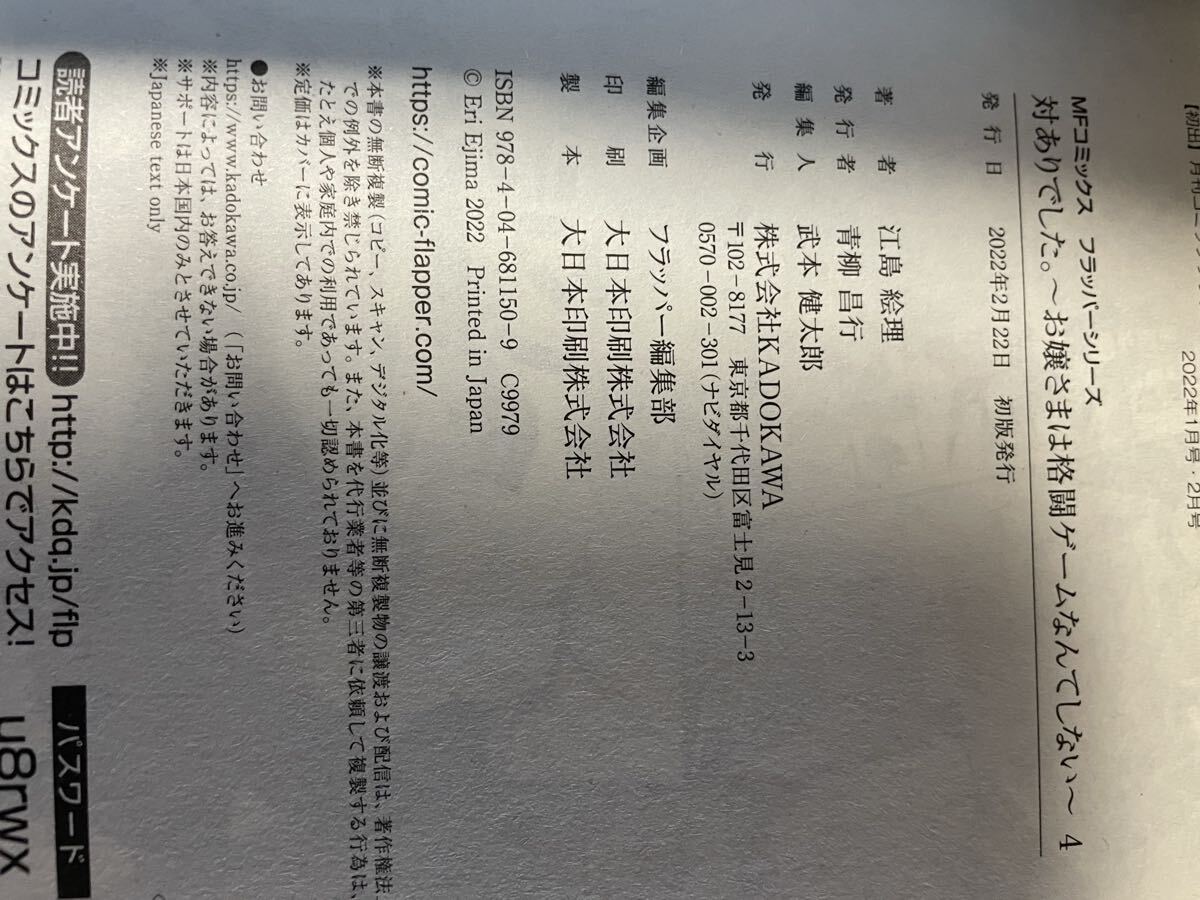 2022年1月号・2月号
MFコミックス フラッパーシリーズ
対ありでした。～お嬢さまは格闘ゲームなんてしない～ 4
発行日 2022年2月22日 初版発行
著者 江島 絵理
発行者 青柳 昌行
編集人 武本 健太郎
発行 株式会社KADOKAWA
〒102-8177 東京都千代田区富士見2-13-3
0570-002-301（ナビダイヤル）
編集企画 フラッパー編集部
印刷 大日本印刷株式会社
製本 大日本印刷株式会社
ISBN 978-4-04-681150-9 C9979
© Eri Ejima 2022 Printed in Japan
https://comic-flapper.com/
※本書の無断複製（コピー、スキャン、デジタル化等）並びに無断複製物の譲渡および配信は、著作権法上
での例外を除き禁じられています。また、本書を代行業者等の第三者に依頼して複製する行為は、
たとえ個人や家庭内での利用であっても一切認められておりません。
※定価はカバーに表示してあります。
●お問い合わせ
https://www.kadokawa.co.jp/（「お問い合わせ」へお進みください）
※内容によっては、お答えできない場合があります。
※サポートは日本国内のみとさせていただきます。
※Japanese text only
読者アンケート実施中!! http://kdq.jp/flp パスワード u8rwx
コミックスのアンケートはこちらでアクセス!